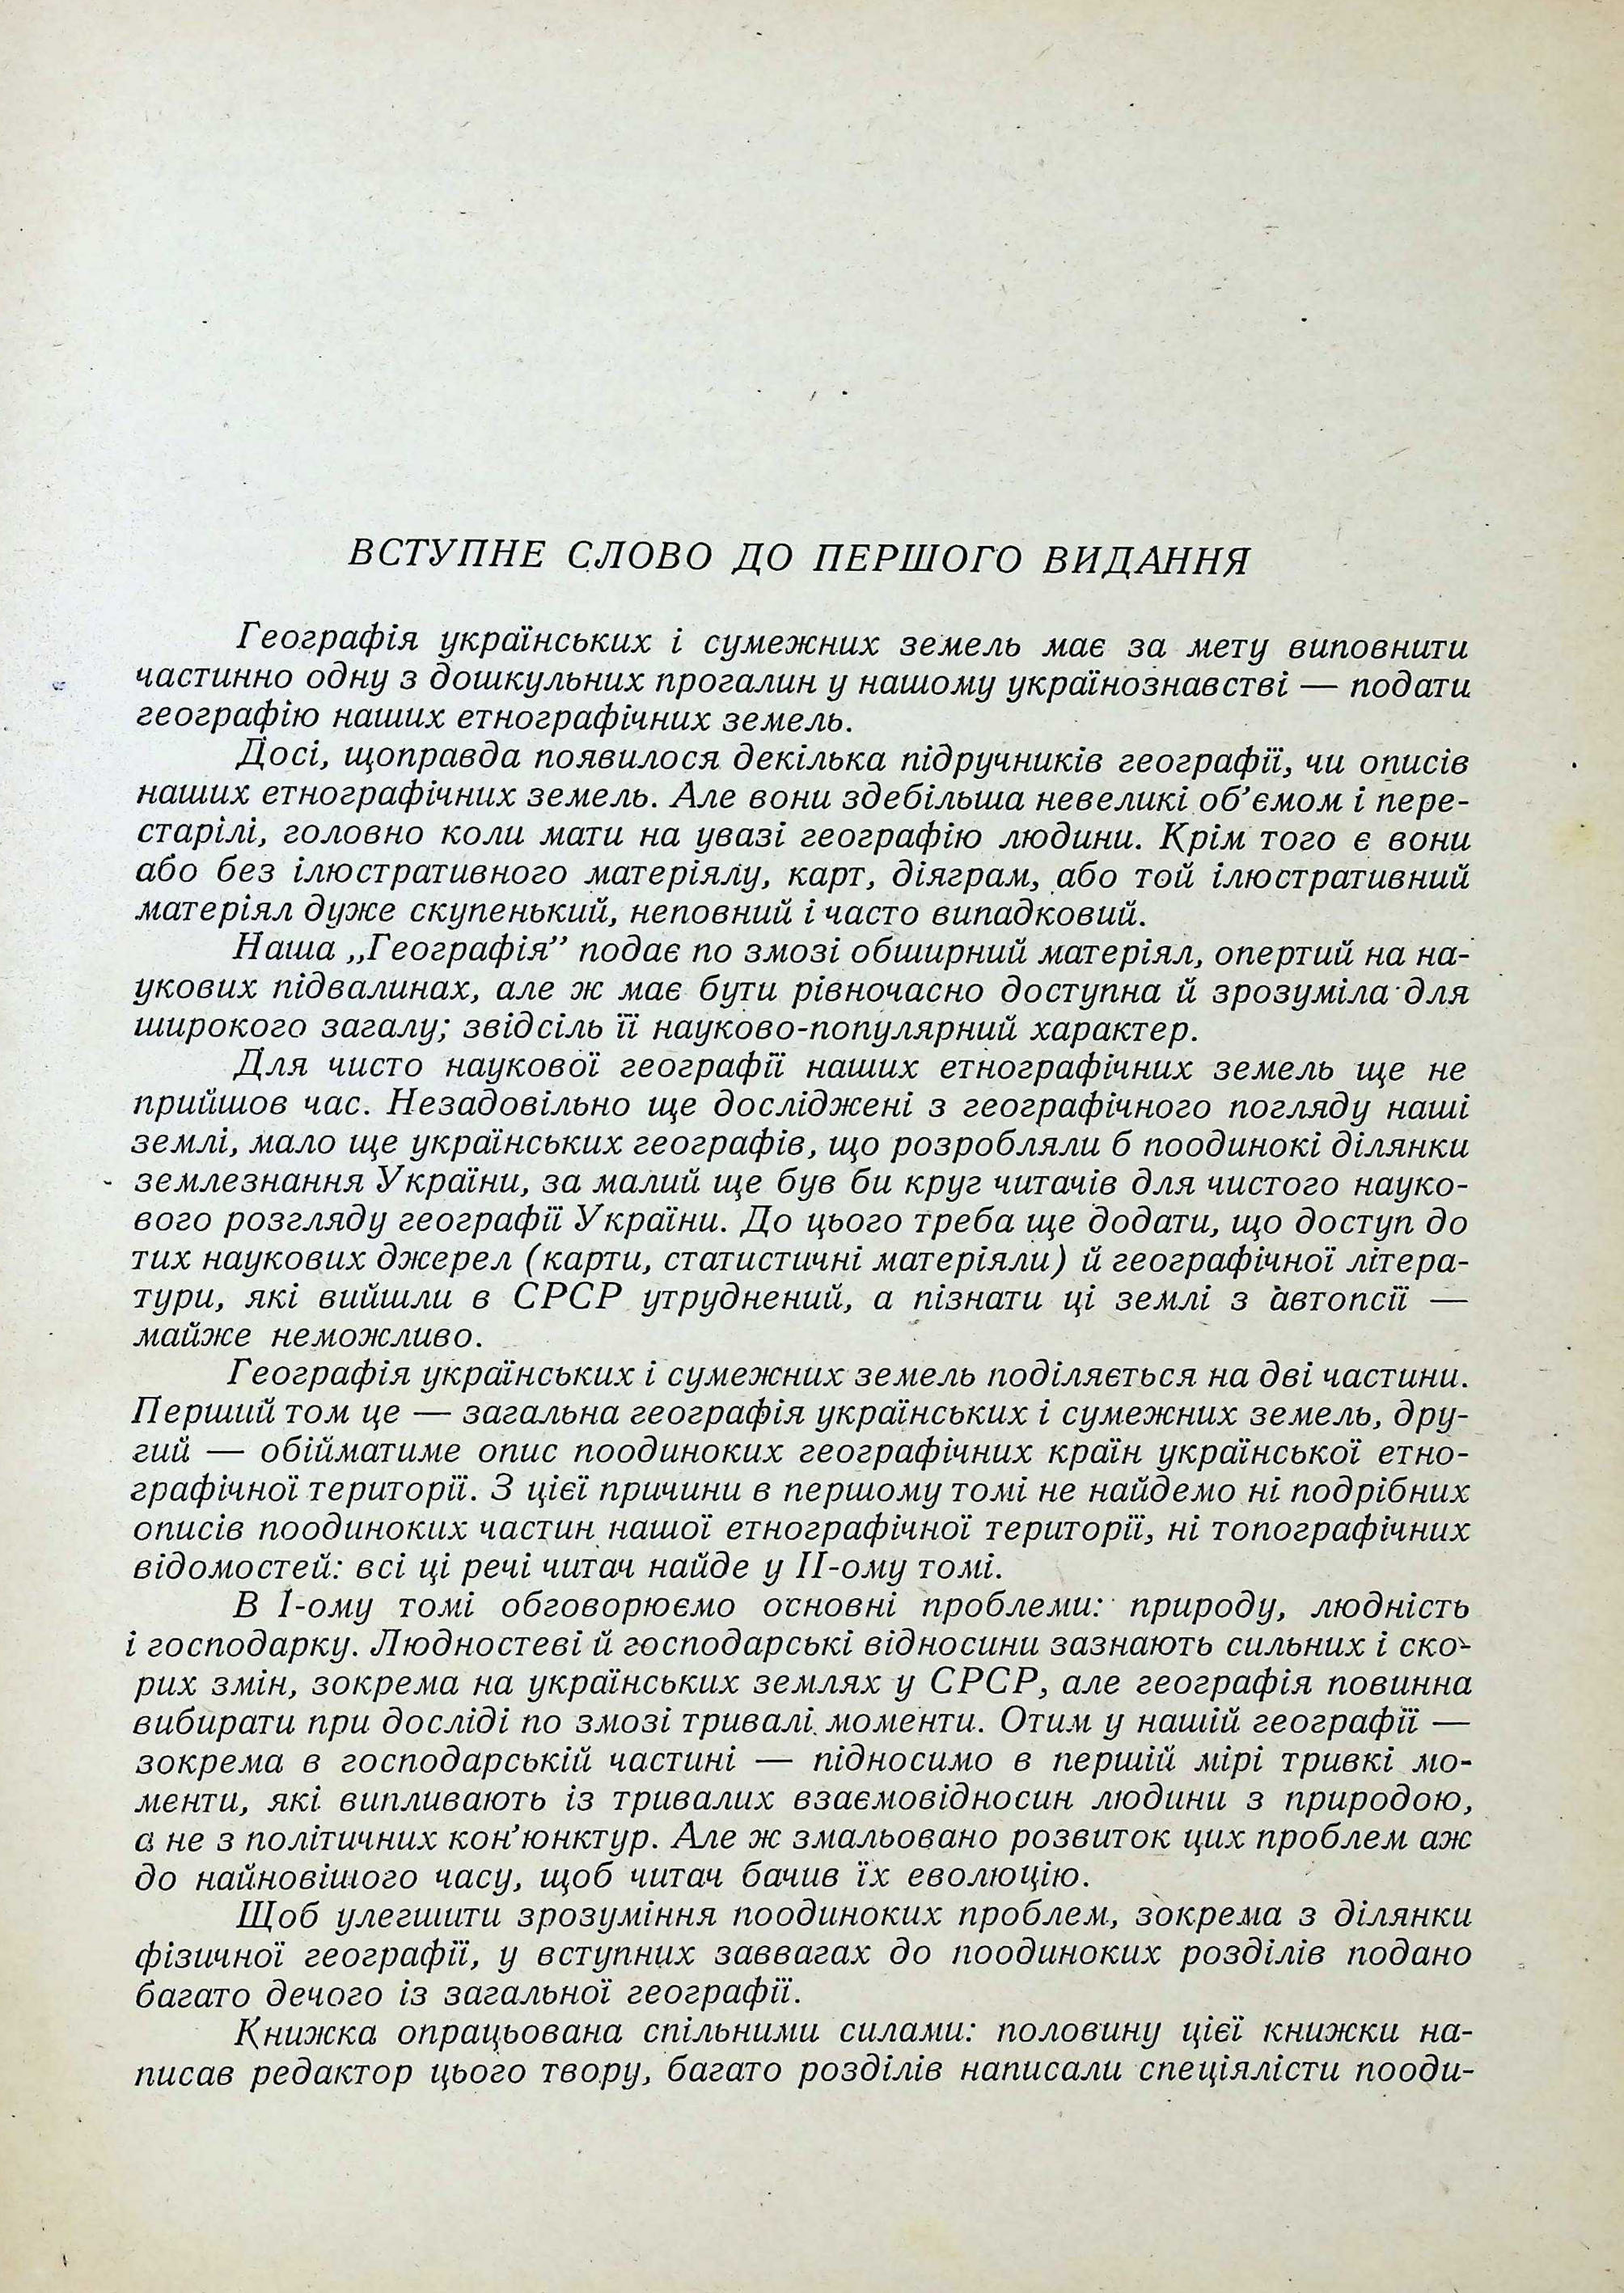 ВСТУПНЕ СЛОВО ДО ПЕРШОГО ВИДАННЯ
Географія українських і сумежних земель має за мету виповнити
частинно одну з дошкульних прогалин у нашому українознавстві — подати
географію наших етнографічних земель.
Досі, щоправда появилося декілька підручників географії, чи описів
наших етнографічних земель. Але вони здебільша невеликі об’ємом і пере-
старілі, головно коли мати на увазі географію людини. Крім того є вони
або без ілюстративного матеріялу, карт, діяграм, або той ілюстративний
матеріял дуже скупенький, неповний і часто випадковий.
Наша „Географія” подає по змозі обширний матеріял, опертий на на-
укових підвалинах, але ж має бути рівночасно доступна й зрозуміла для
широкого загалу; звідсіль її науково-популярний характер.
Для чисто наукової географії наших етнографічних земель ще не
прийшов час. Незадовільно ще досліджені з географічного погляду наші
землі, мало ще українських географів, що розробляли б поодинокі ділянки
землезнання України, за малий ще був би круг читачів для чистого науко-
вого розгляду географії України. До цього треба ще додати, що доступ до
тих наукових джерел (карти, статистичні матеріяли) й географічної літера-
тури, які вийшли в СРСР утруднений, а пізнати ці землі з автопсії —
майже неможливо.
Географія українських і сумежних земель поділяється на дві частини.
Перший том це — загальна географія українських і сумежних земель, дру-
гий — обійматиме опис поодиноких географічних країн української етно-
графічної території. З цієї причини в першому томі не найдемо ні подрібних
описів поодиноких частин нашої етнографічної території, ні топографічних
відомостей: всі ці речі читач найде у ІІ-ому томі.
В І-ому томі обговорюємо основні проблеми: природу, людність
і господарку. Людностеві й господарські відносини зазнають сильних і ско-
рих змін, зокрема на українських землях у СРСР, але географія повинна
вибирати при досліді по змозі тривалі моменти. Отим у нашій географії —
зокрема в господарській частині — підносимо в першій мірі тривкі мо-
менти, які випливають із тривалих взаємовідносин людини з природою,
а не з політичних кон’юнктур. Але ж змальовано розвиток цих проблем аж
до найновішого часу, щоб читач бачив їх еволюцію.
Щоб улегшити зрозуміння поодиноких проблем, зокрема з ділянки
фізичної географії, у вступних заввагах до поодиноких розділів подано
багато дечого із загальної географії.
Книжка опрацьована спільними силами: половину цієї книжки на-
писав редактор цього твору, багато розділів написали спеціялісти пооди-